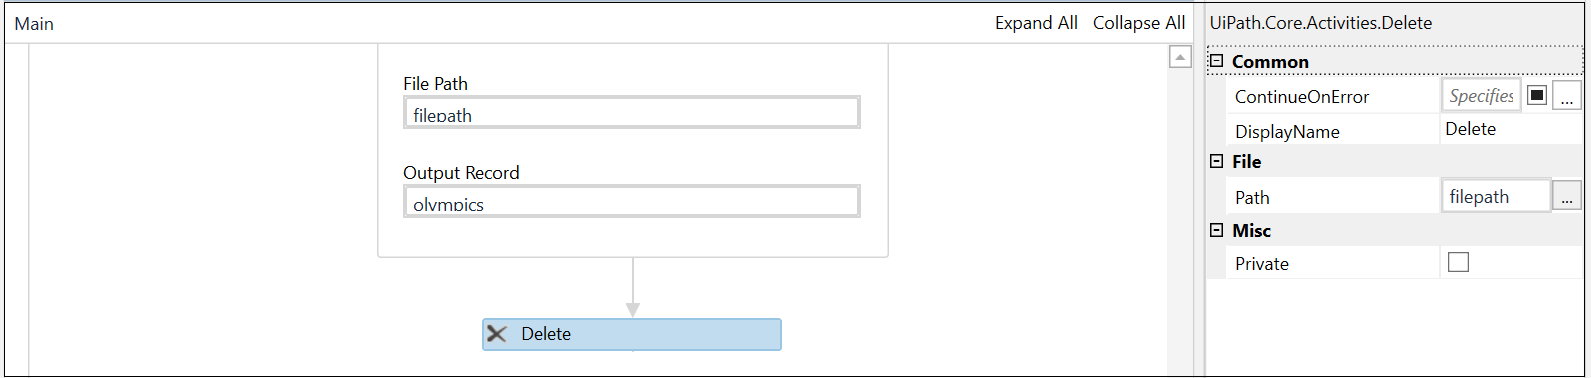 Main
Expand All Collapse All
File Path
filepath
Output Record
olympics
Delete
UiPath.Core.Activities.Delete
Common
ContinueOnError Specifies ...
DisplayName Delete
File
Path filepath ...
Misc
Private